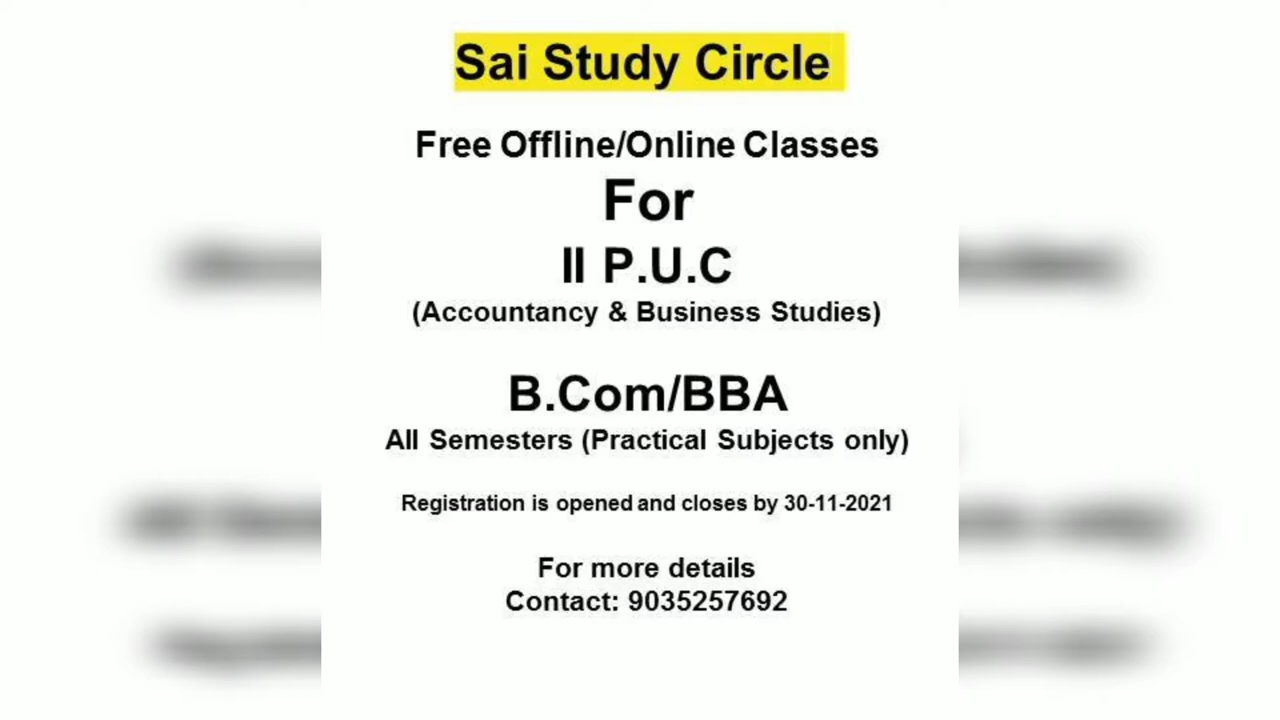 Sai Study Circle
Free Offline/Online Classes
For
II P.U.C
(Accountancy & Business Studies)
B.Com/BBA
All Semesters (Practical Subjects only)
Registration is opened and closes by 30-11-2021
For more details
Contact: 9035257692